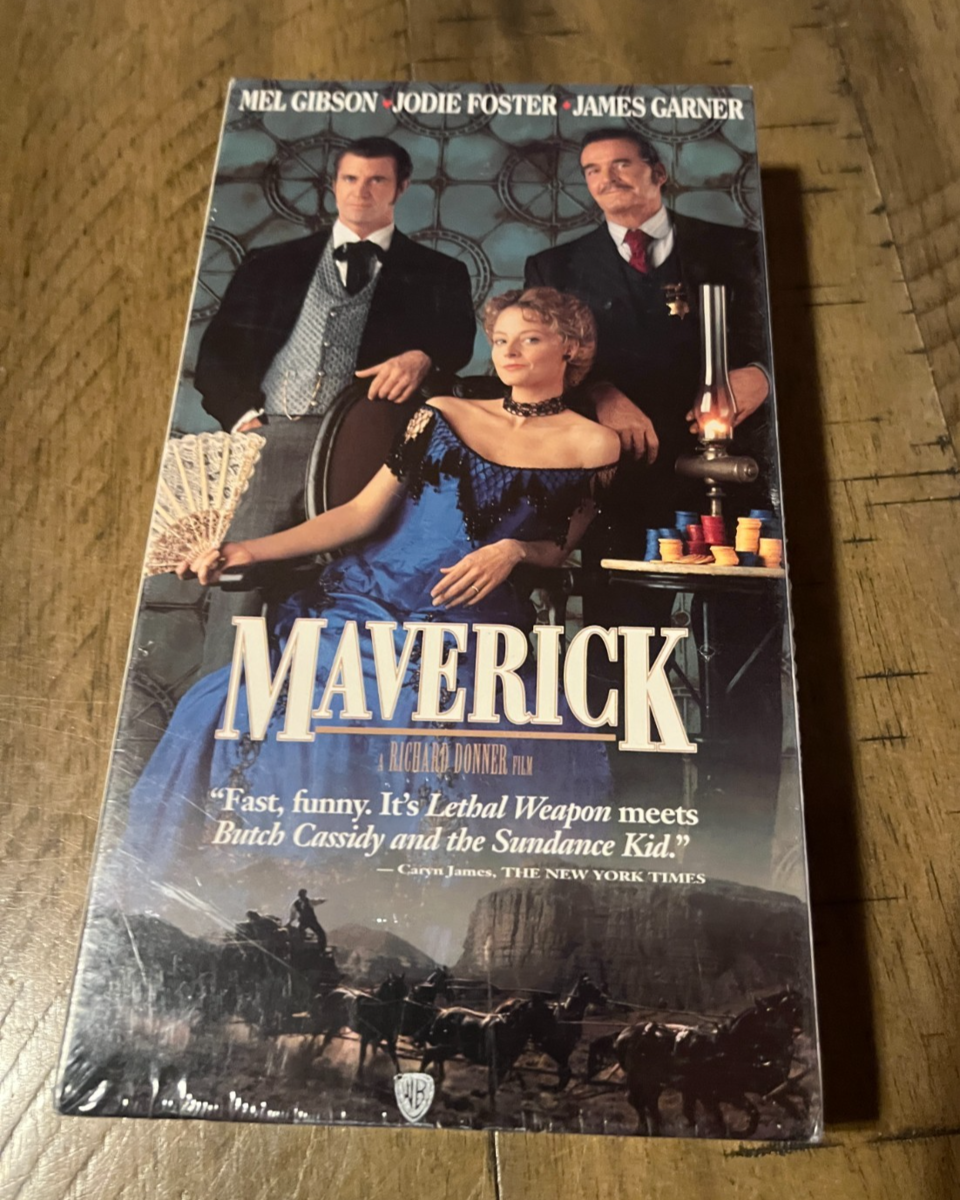 MEL GIBSON • JODIE FOSTER • JAMES GARNER
MAVERICK
A RICHARD DONNER FILM
“Fast, funny. It’s Lethal Weapon meets
Butch Cassidy and the Sundance Kid.”
— Caryn James, THE NEW YORK TIMES
WB